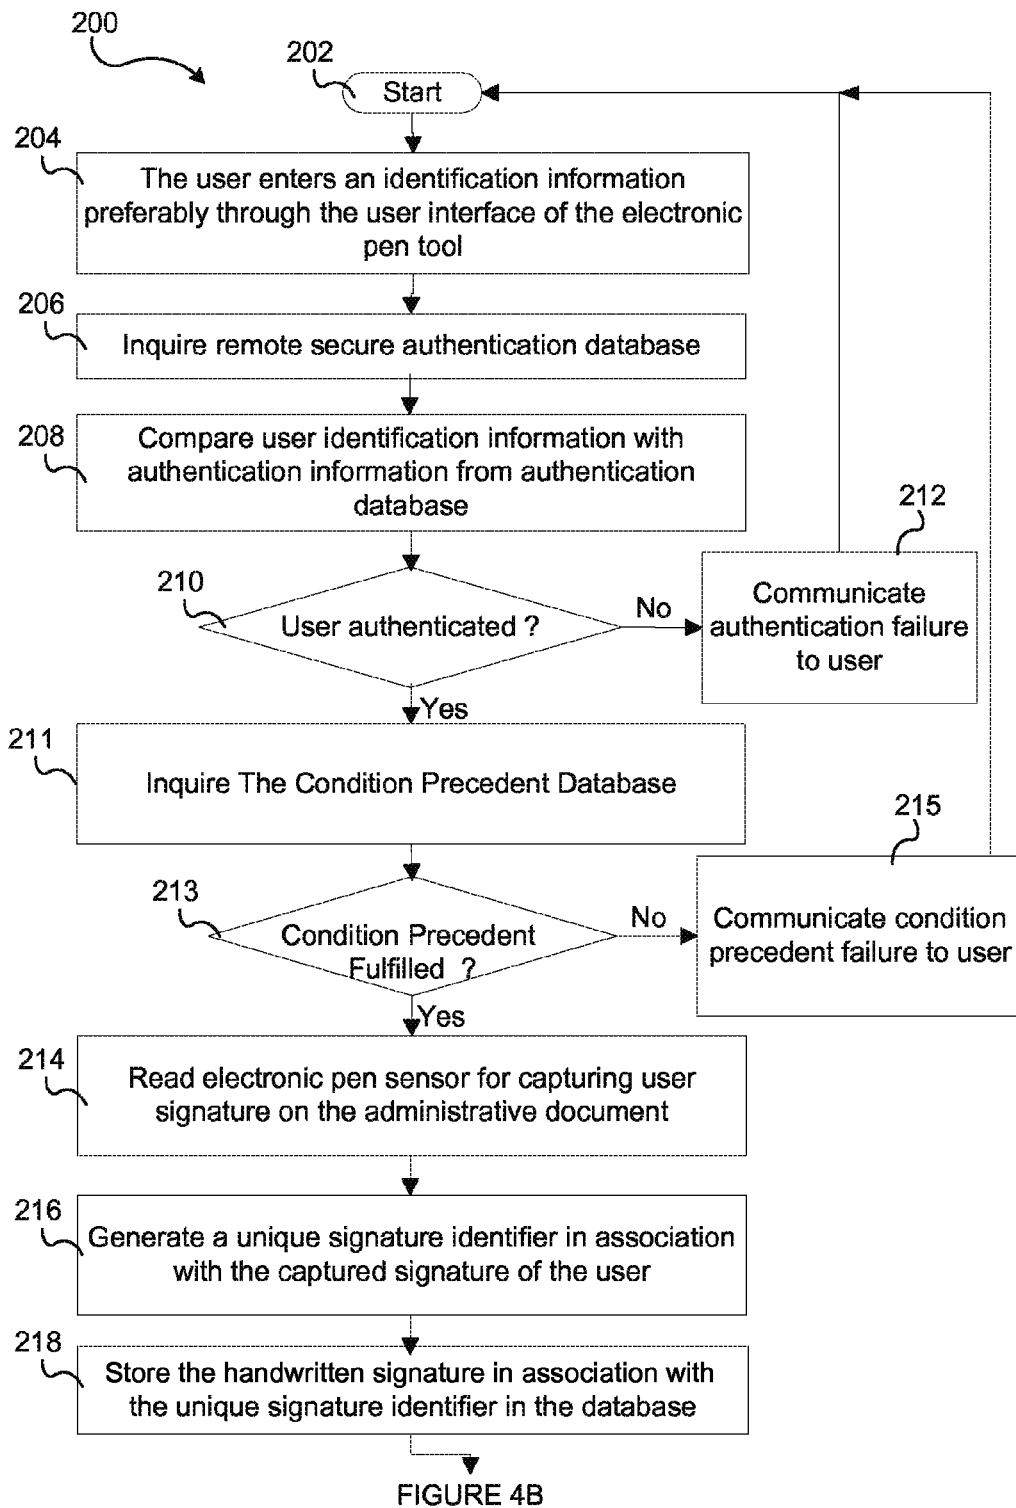 200
202
Start
204
The user enters an identification information
preferably through the user interface of the electronic
pen tool
206
Inquire remote secure authentication database
208
Compare user identification information with
authentication information from authentication
database
212
210
User authenticated ?
No
Communicate
authentication failure
to user
Yes
211
Inquire The Condition Precedent Database
215
213
Condition Precedent
Fulfilled ?
No
Communicate condition
precedent failure to user
Yes
214
Read electronic pen sensor for capturing user
signature on the administrative document
216
Generate a unique signature identifier in association
with the captured signature of the user
218
Store the handwritten signature in association with
the unique signature identifier in the database
FIGURE 4B